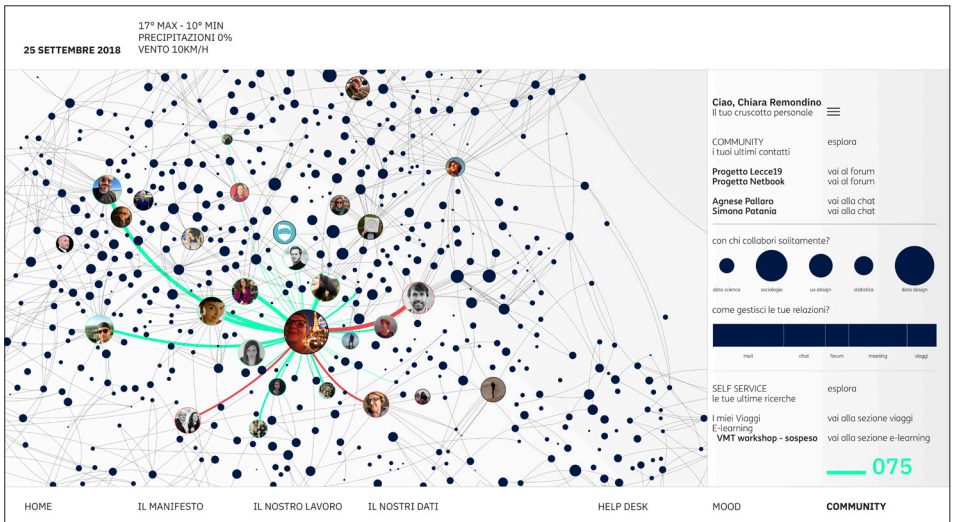 25 SETTEMBRE 2018
17° MAX - 10° MIN
PRECIPITAZIONI 0%
VENTO 10KM/H
Ciao, Chiara Remondino
Il tuo cruscotto personale
COMMUNITY esplora
i tuoi ultimi contatti
Progetto Lecce19 vai al forum
Progetto Netbook vai al forum
Agnese Pallaro vai alla chat
Simona Patania vai alla chat
con chi collabori solitamente?
data science sociologia ux design statistica data design
come gestisci le tue relazioni?
mail chat forum meeting viaggi
SELF SERVICE esplora
le tue ultime ricerche
I miei Viaggi vai alla sezione viaggi
E-learning
VMT workshop - sospeso vai alla sezione e-learning
075
HOME IL MANIFESTO IL NOSTRO LAVORO IL NOSTRI DATI HELP DESK MOOD COMMUNITY